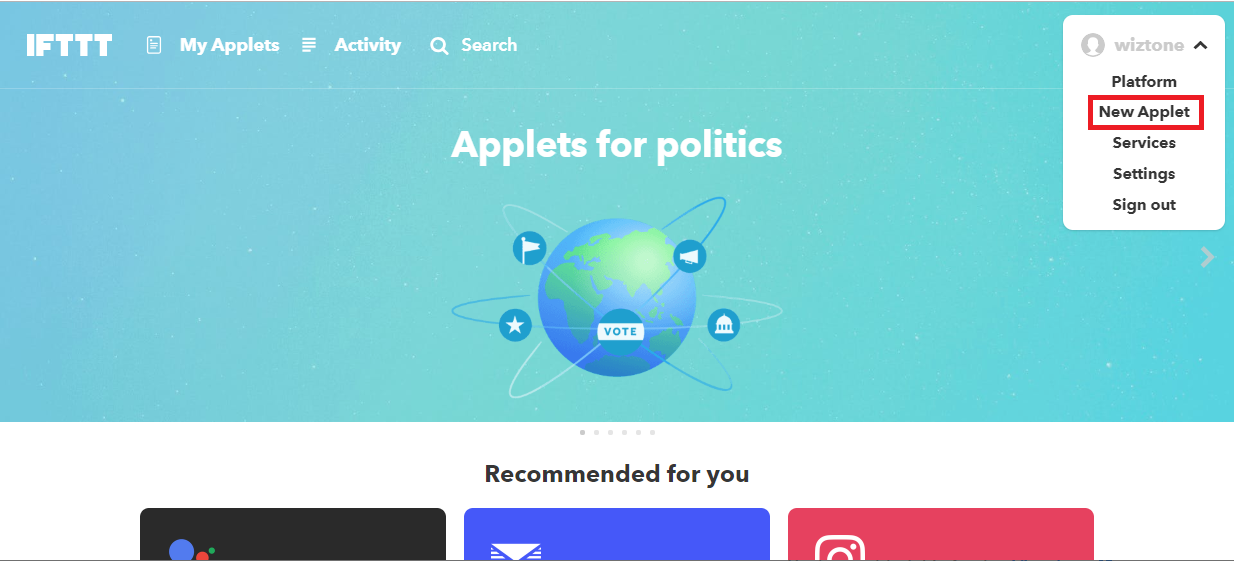 IFTTT My Applets Activity Search wiztone
Platform
New Applet
Services
Settings
Sign out
Applets for politics
VOTE
Recommended for you